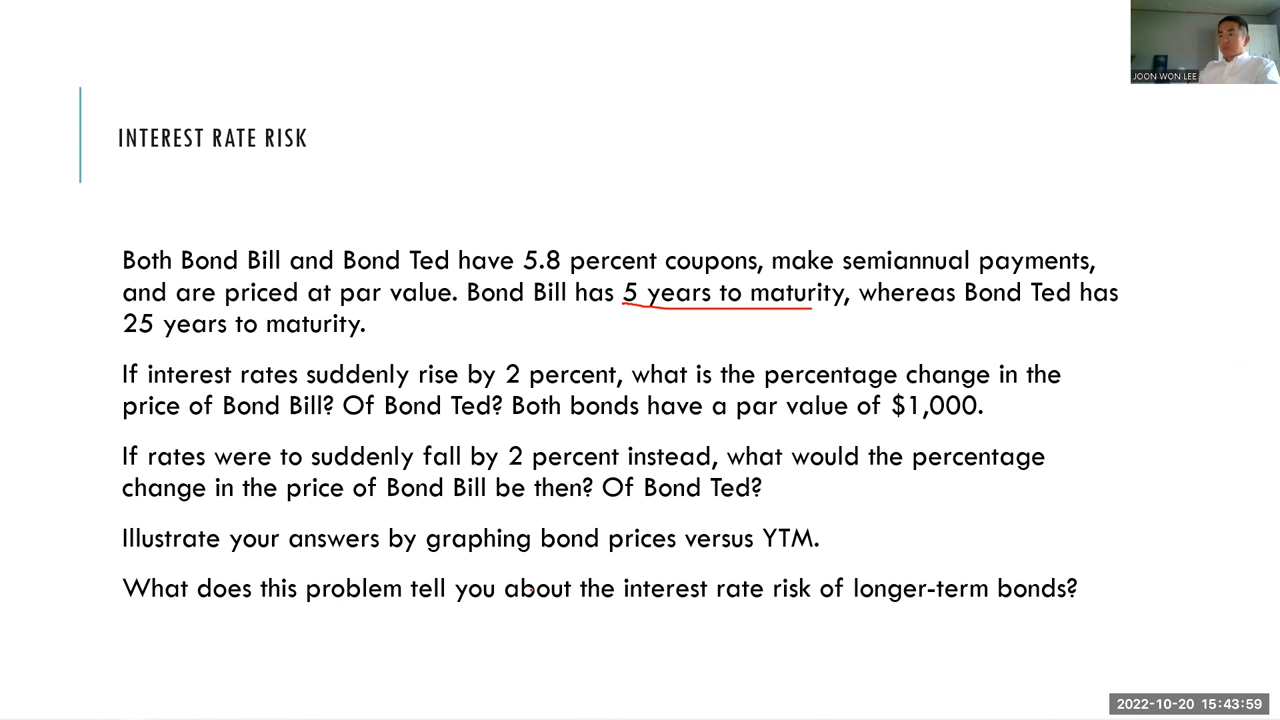 JOON WON LEE
INTEREST RATE RISK
Both Bond Bill and Bond Ted have 5.8 percent coupons, make semiannual payments,
and are priced at par value. Bond Bill has 5 years to maturity, whereas Bond Ted has
25 years to maturity.
If interest rates suddenly rise by 2 percent, what is the percentage change in the
price of Bond Bill? Of Bond Ted? Both bonds have a par value of $1,000.
If rates were to suddenly fall by 2 percent instead, what would the percentage
change in the price of Bond Bill be then? Of Bond Ted?
Illustrate your answers by graphing bond prices versus YTM.
What does this problem tell you about the interest rate risk of longer-term bonds?
2022-10-20 15:43:59